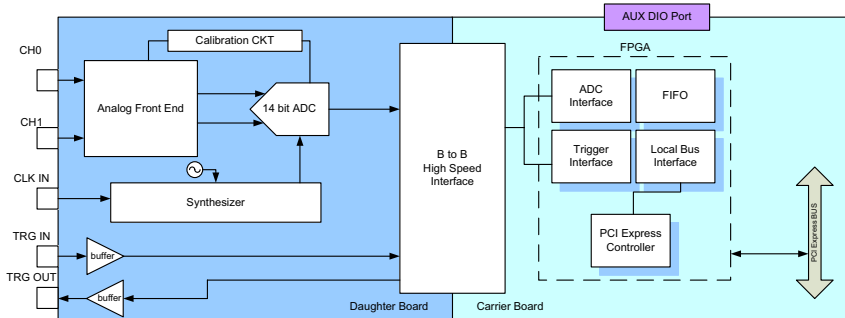 AUX DIO Port
CH0
Calibration CKT
FPGA
Analog Front End
14 bit ADC
ADC
Interface
FIFO
CH1
B to B
High Speed
Interface
Trigger
Interface
Local Bus
Interface
CLK IN
Synthesizer
PCI Express
Controller
PCI Express BUS
TRG IN
buffer
TRG OUT
buffer
Daughter Board
Carrier Board